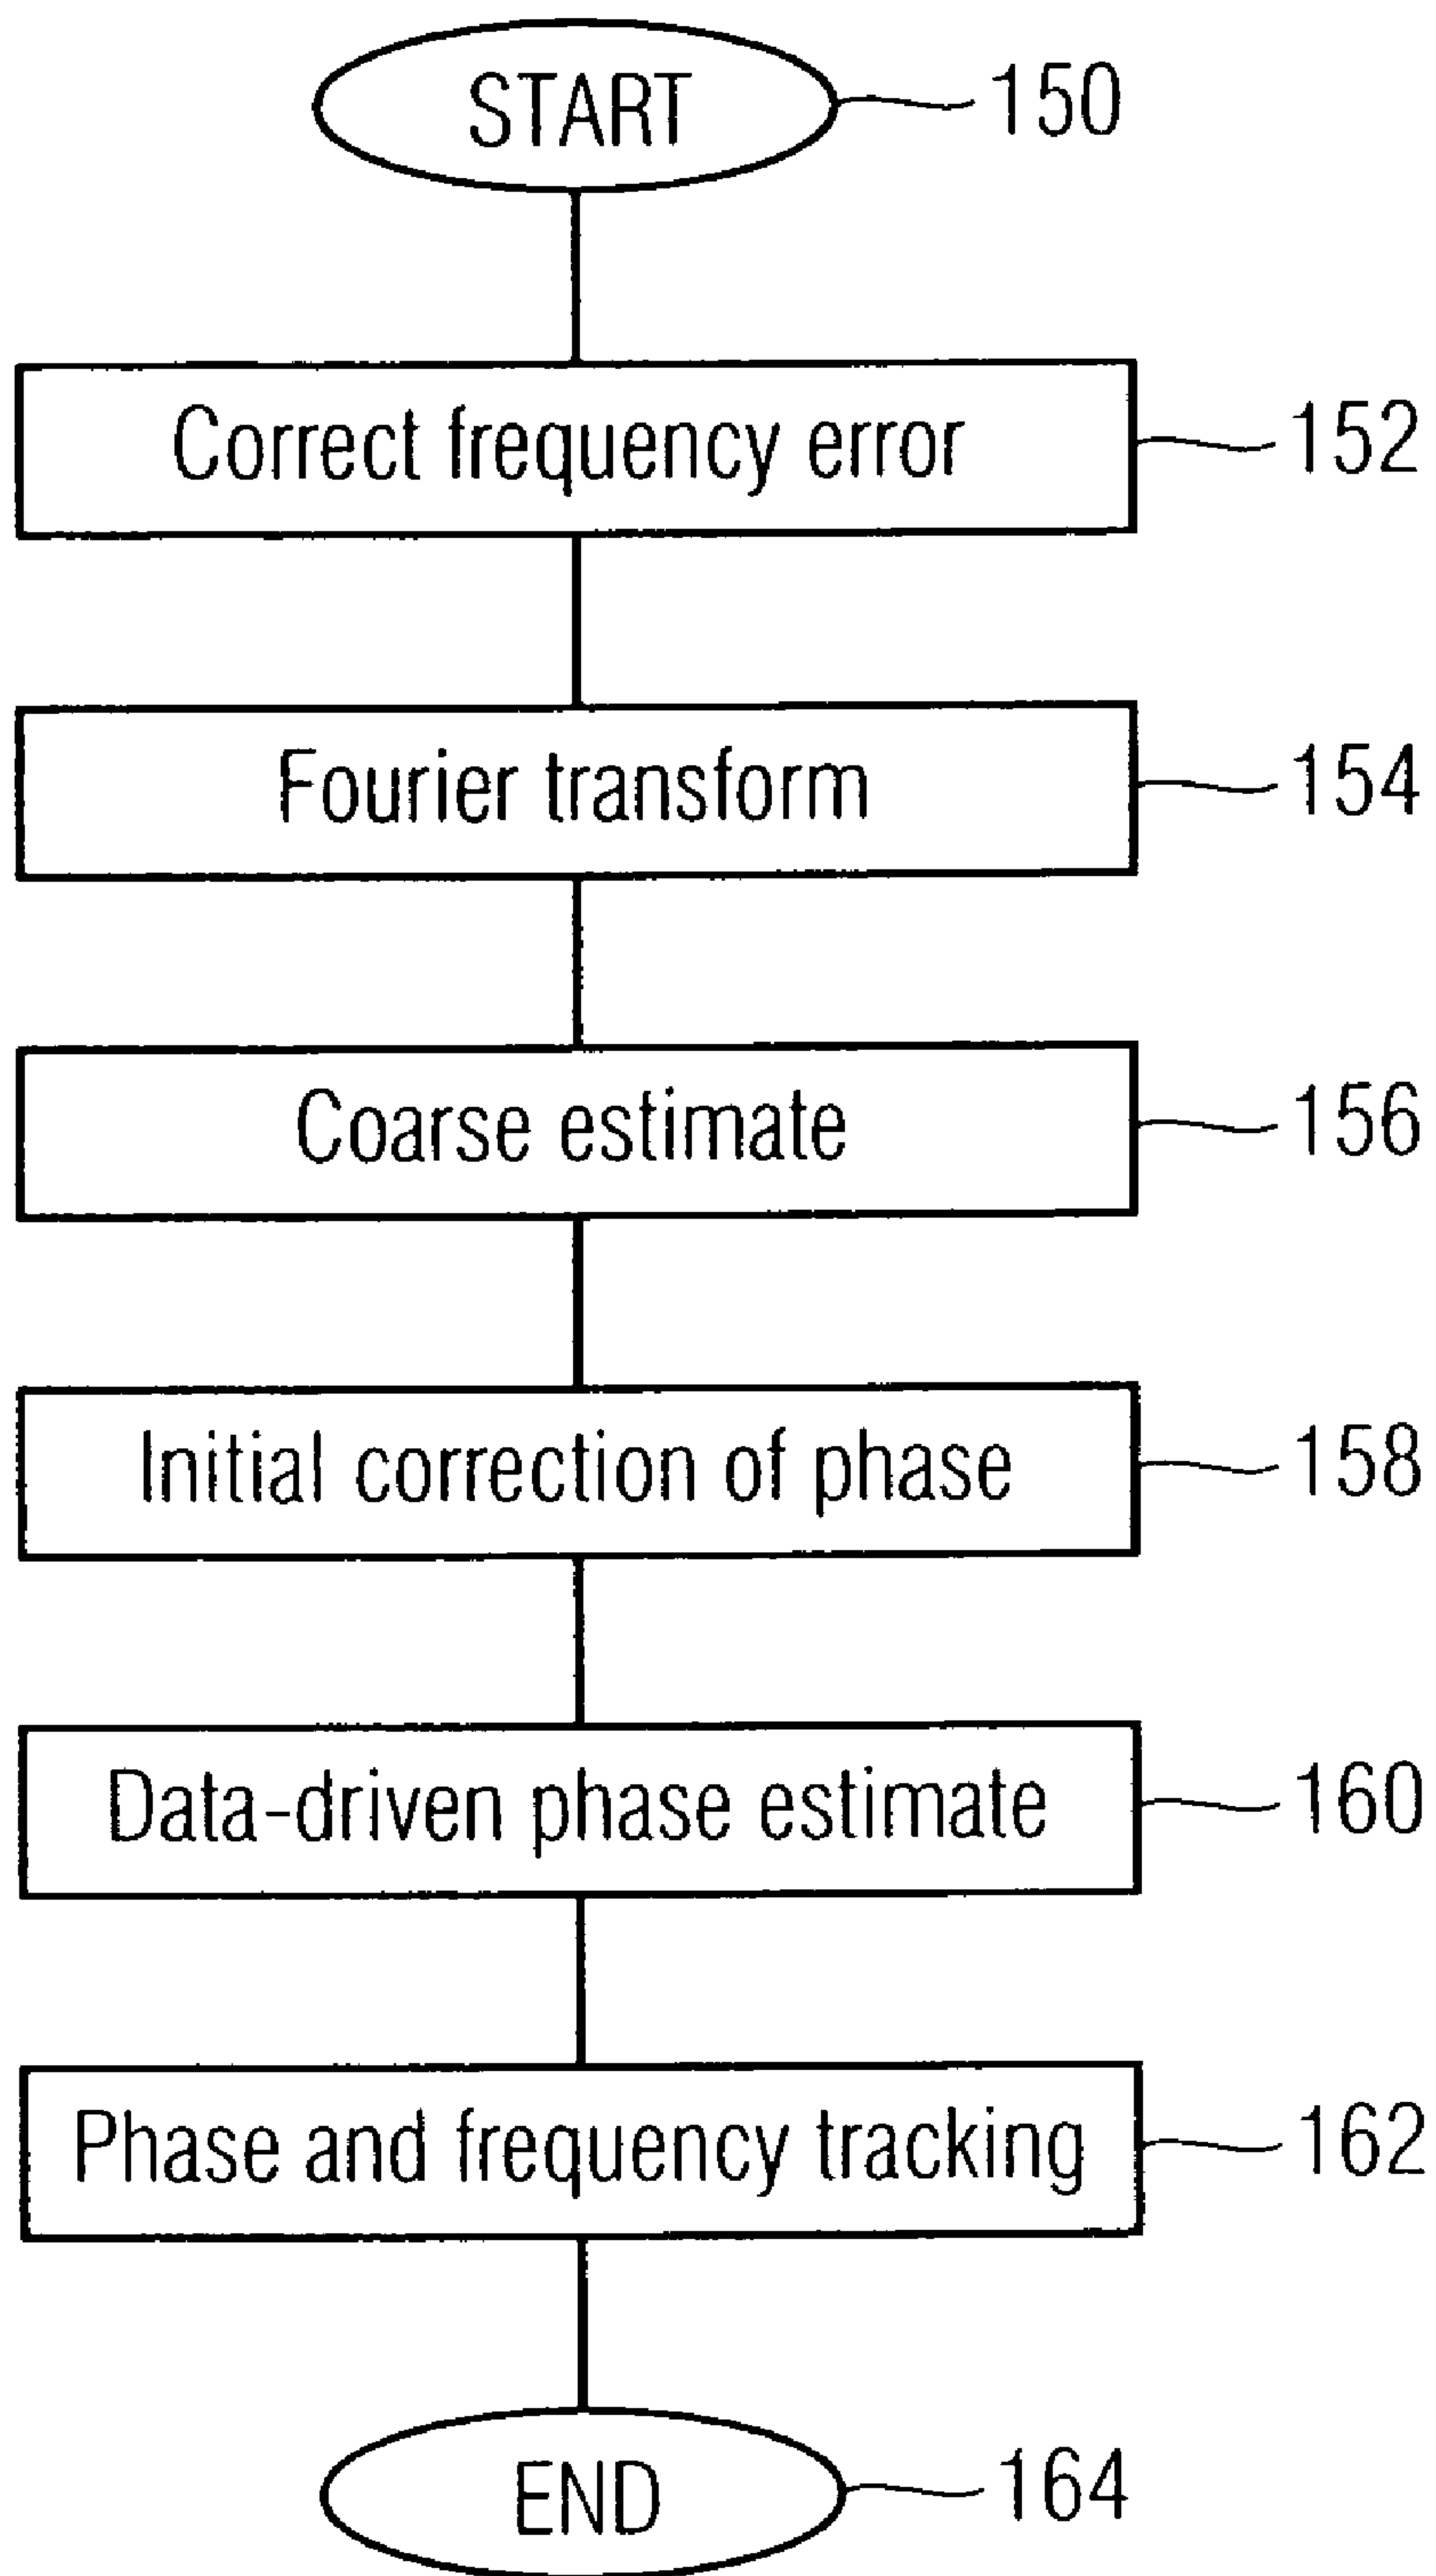 START
150
Correct frequency error
152
Fourier transform
154
Coarse estimate
156
Initial correction of phase
158
Data-driven phase estimate
160
Phase and frequency tracking
162
END
164